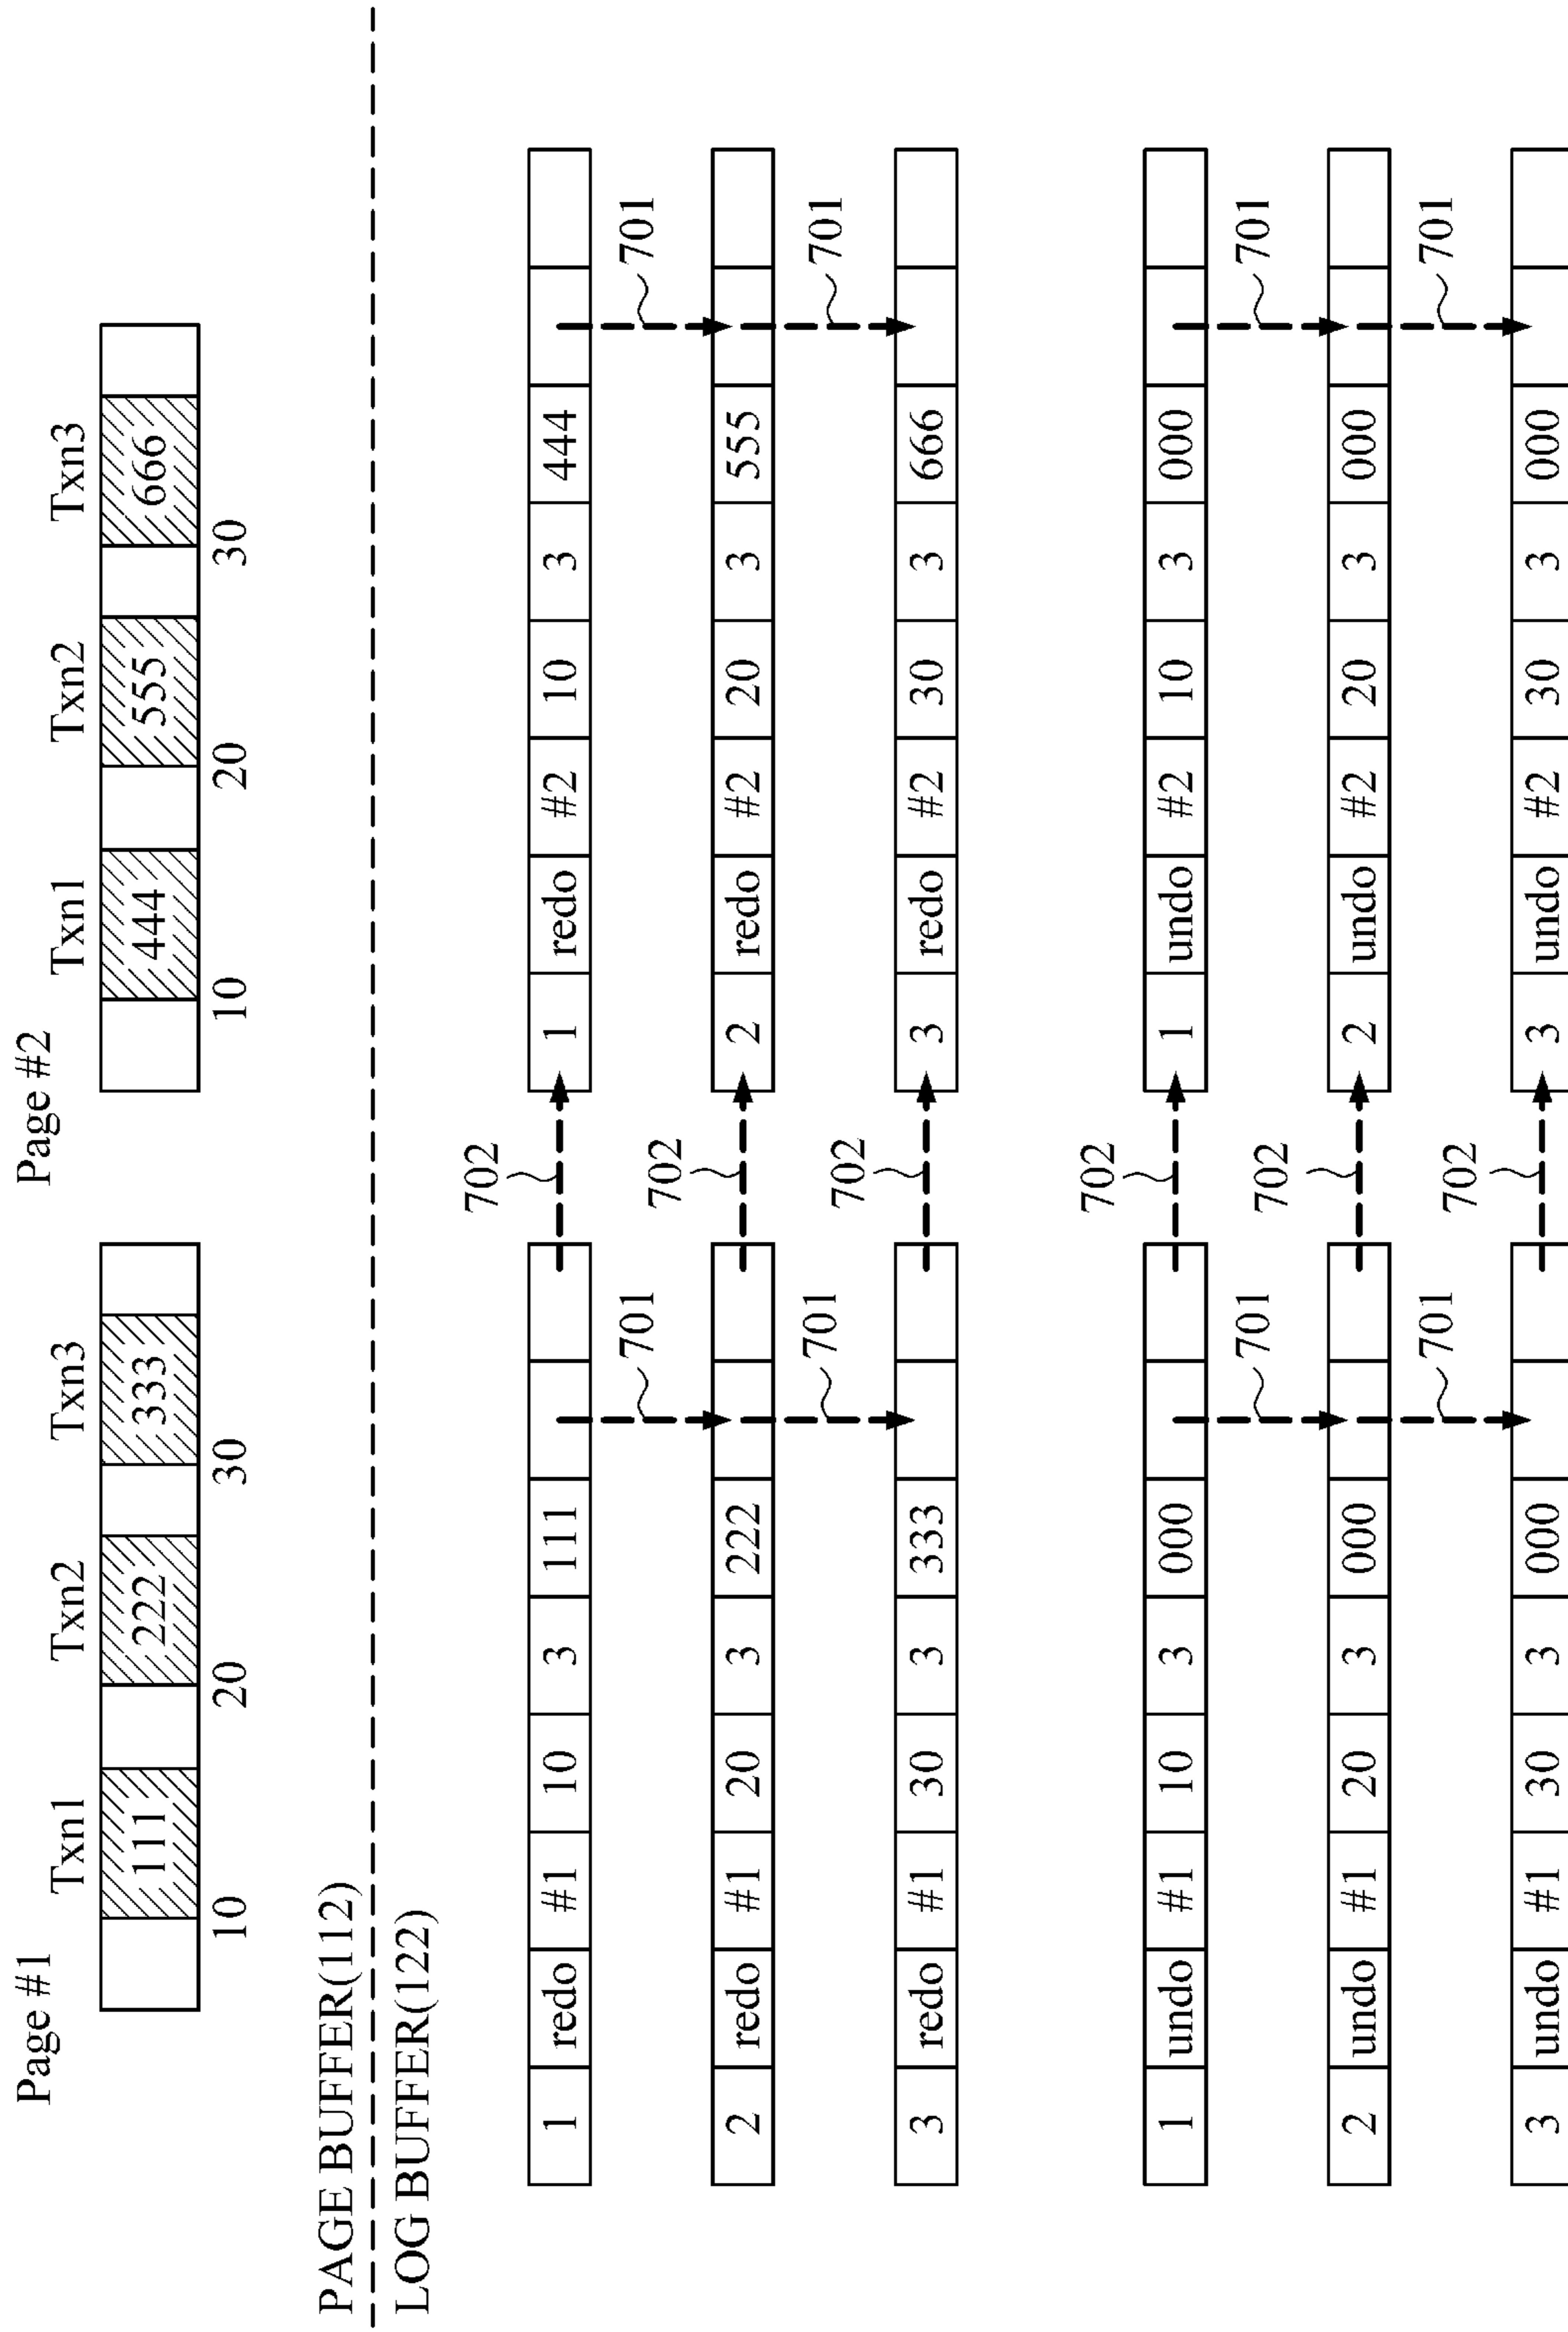 Page #1 Page #2
Txn1 Txn2 Txn3 Txn1 Txn2 Txn3
111 222 333 444 555 666
10 20 30 10 20 30
PAGE BUFFER(112)
LOG BUFFER(122)
702
1 redo #1 10 3 111 1 redo #2 10 3 444
701 702 701
2 redo #1 20 3 222 2 redo #2 20 3 555
701 702 701
3 redo #1 30 3 333 3 redo #2 30 3 666
702
1 undo #1 10 3 000 1 undo #2 10 3 000
701 702 701
2 undo #1 20 3 000 2 undo #2 20 3 000
701 702 701
3 undo #1 30 3 000 3 undo #2 30 3 000